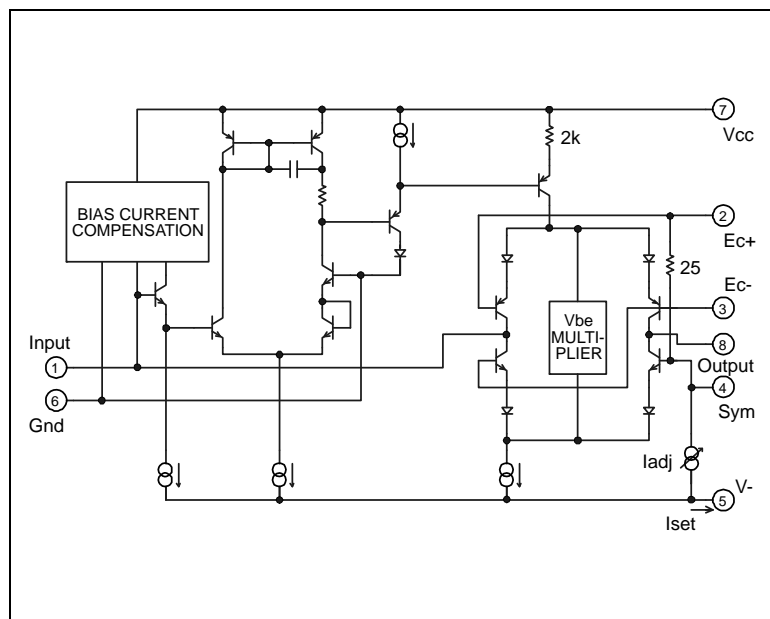 7
Vcc
2k
BIAS CURRENT
COMPENSATION
2
Ec+
25
Ec-
3
Vbe
MULTI-
PLIER
Input
1
8
Output
6
Gnd
4
Sym
Iadj
V-
5
Iset